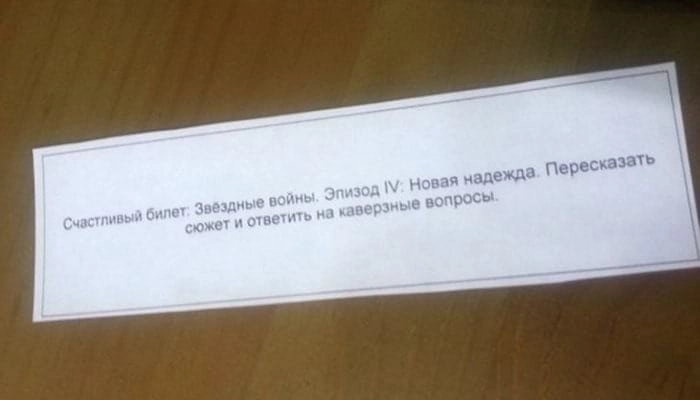 Счастливый билет: Звёздные войны. Эпизод IV: Новая надежда. Пересказать
сюжет и ответить на каверзные вопросы.